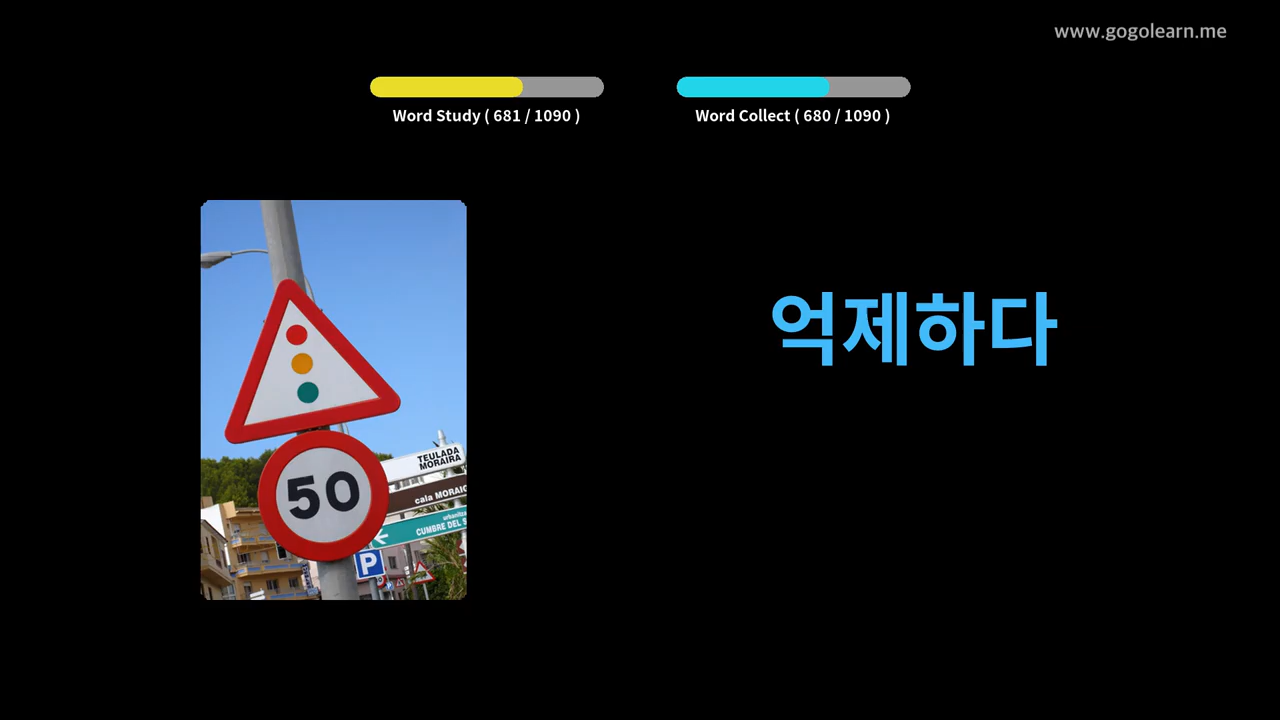 www.gogolearn.me
Word Study ( 681 / 1090 )
Word Collect ( 680 / 1090 )
억제하다
50
TEULADA
MORAIRA
cala
CUMBRE DEL
P